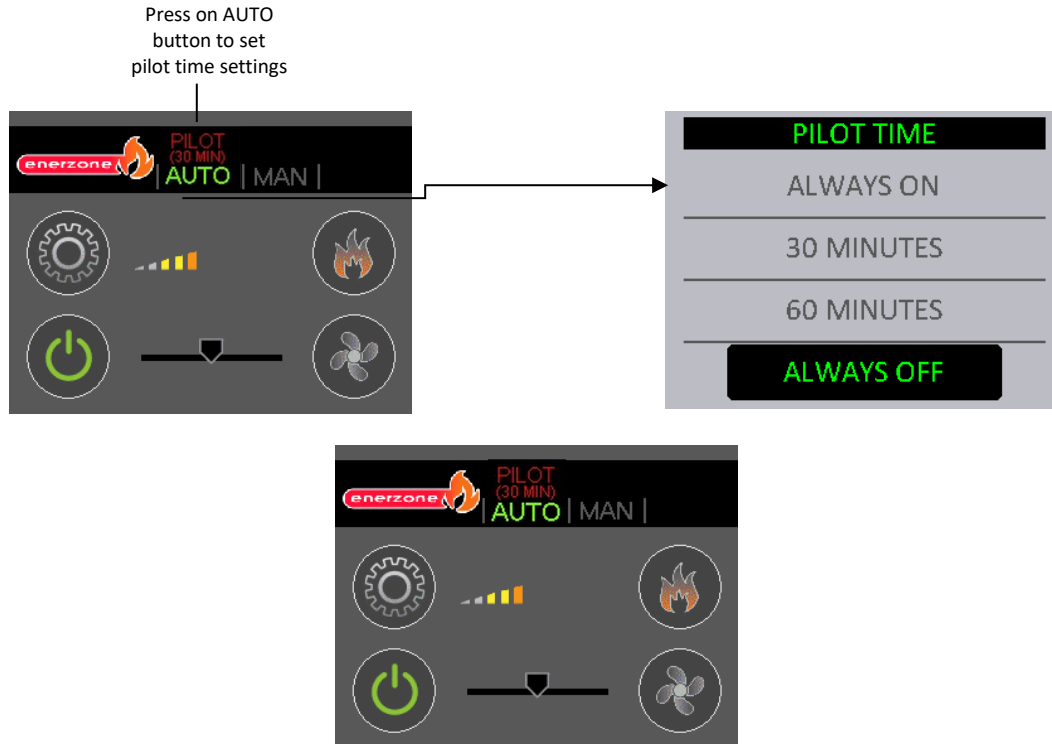 Press on AUTO
button to set
pilot time settings
enerzone
PILOT
(30 MIN)
AUTO | MAN |
PILOT TIME
ALWAYS ON
30 MINUTES
60 MINUTES
ALWAYS OFF
enerzone
PILOT
(30 MIN)
AUTO | MAN |